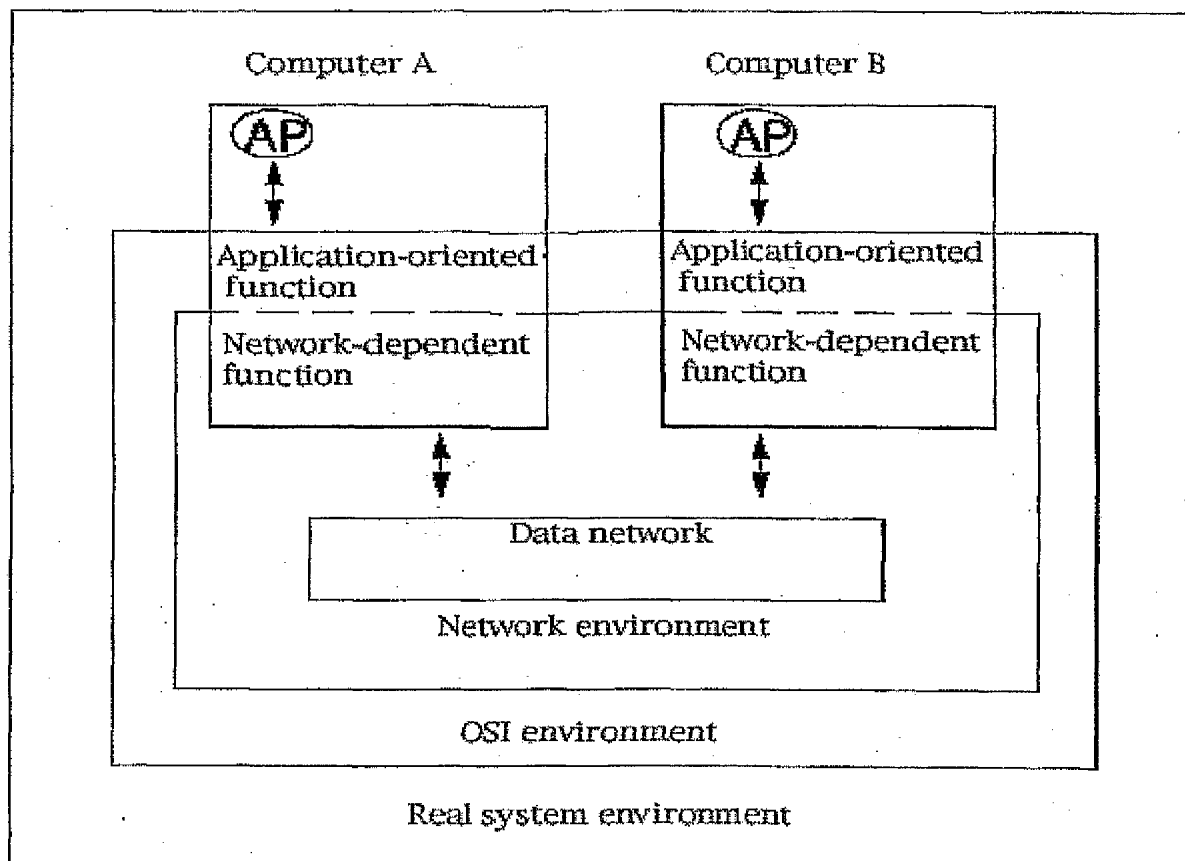 Computer A
Computer B
AP
AP
Application-oriented
function
Application-oriented
function
Network-dependent
function
Network-dependent
function
Data network
Network environment
OSI environment
Real system environment